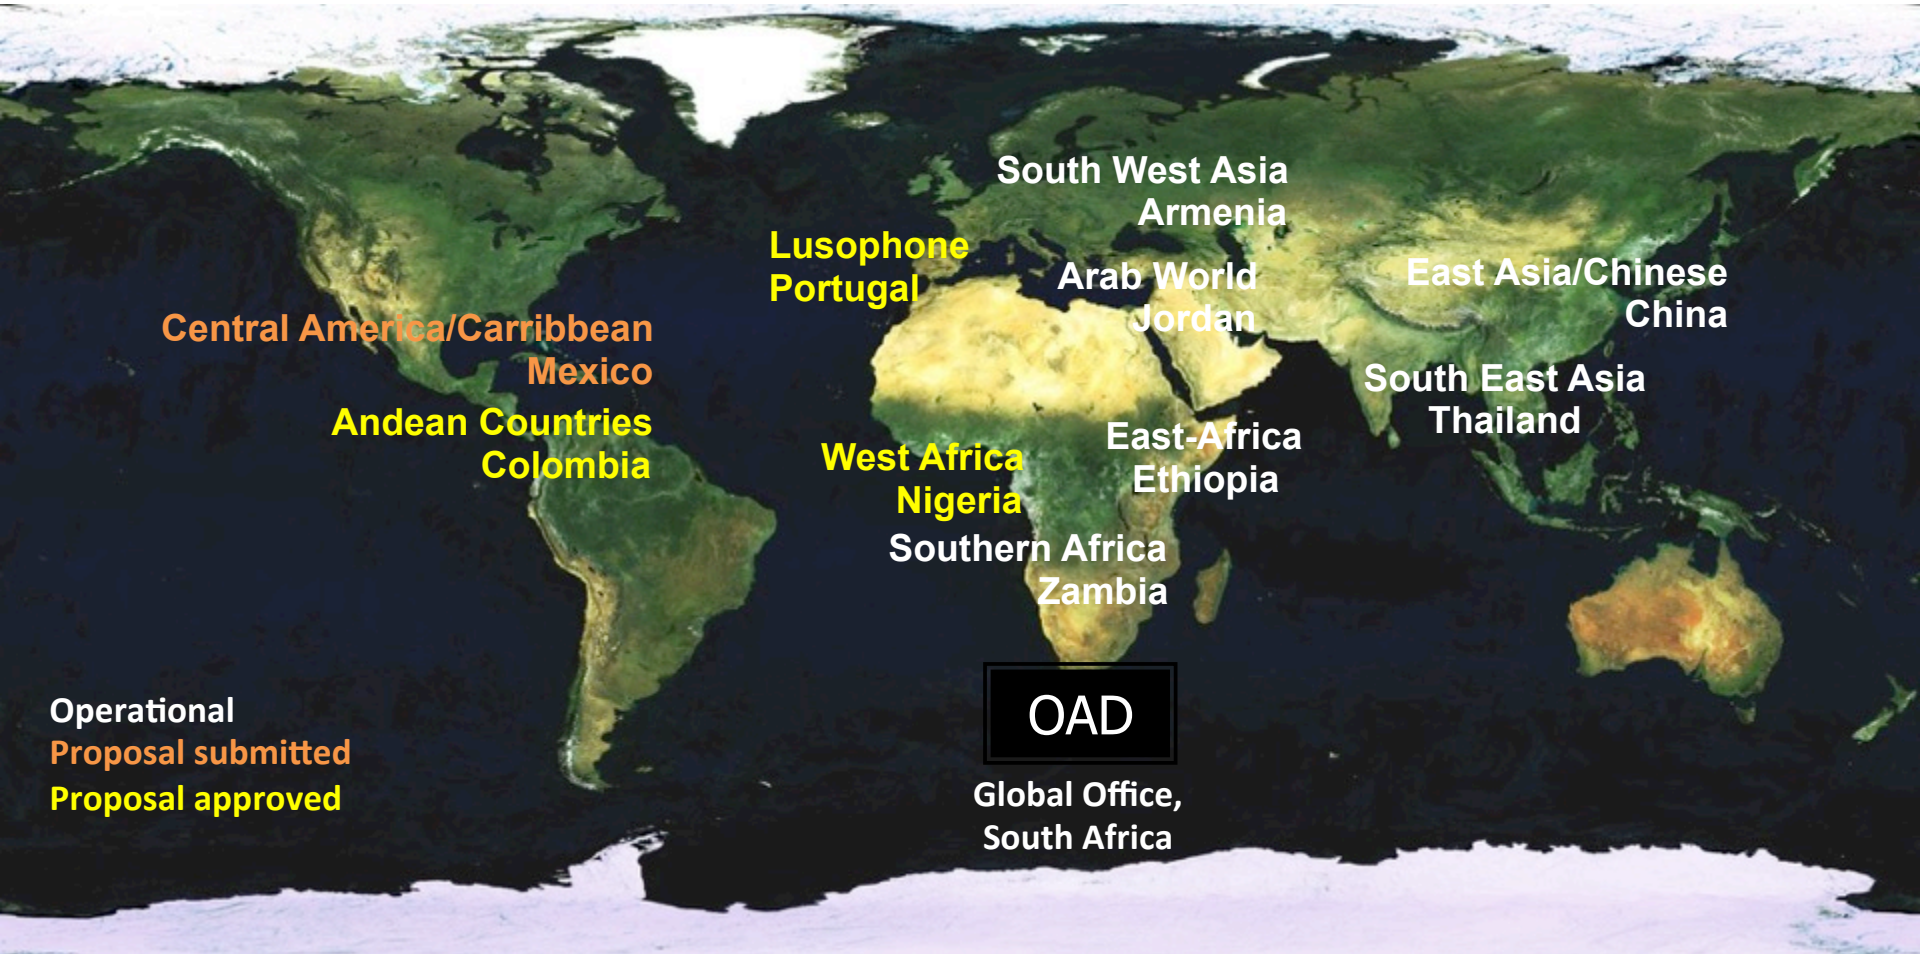 South West Asia
Armenia
Lusophone
Portugal
Arab World
Jordan
East Asia/Chinese
China
Central America/Carribbean
Mexico
South East Asia
Thailand
Andean Countries
Colombia
East-Africa
Ethiopia
West Africa
Nigeria
Southern Africa
Zambia
OAD
Global Office,
South Africa
Operational
Proposal submitted
Proposal approved